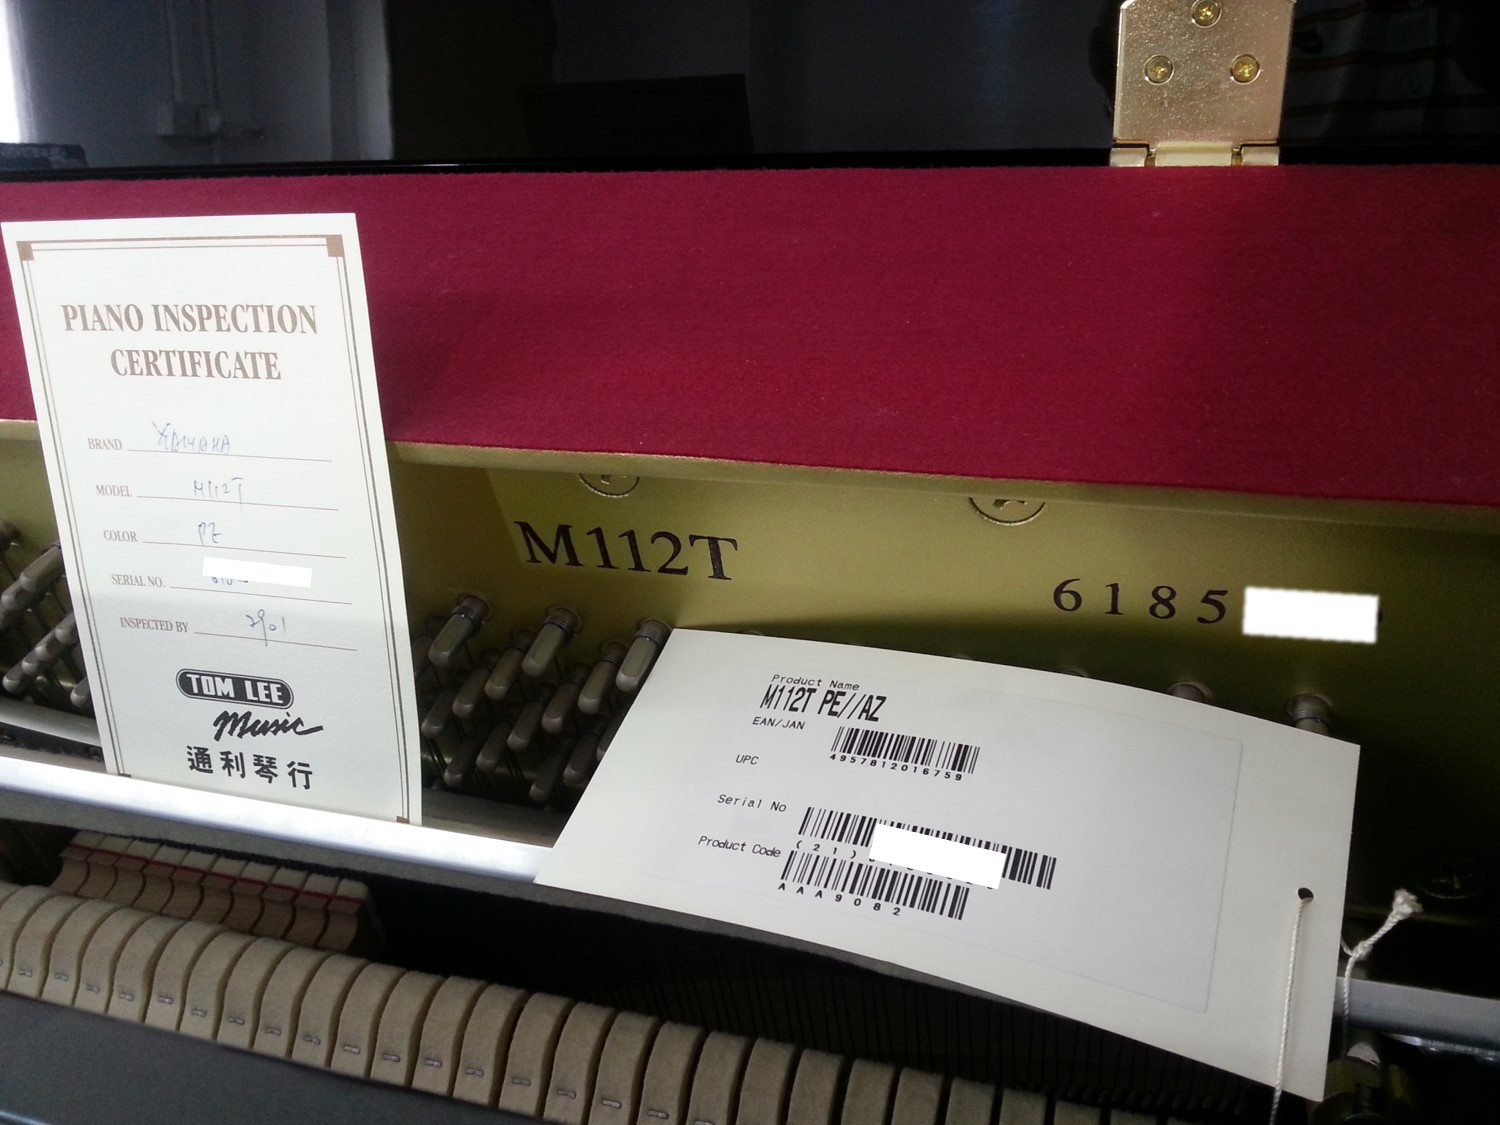 PIANO INSPECTION
CERTIFICATE
BRAND YAMAHA
MODEL M112T
COLOR PE
SERIAL NO.
INSPECTED BY
TOM LEE
Music
通利琴行
M112T
6185
Product Name
M112T PE//AZ
EAN/JAN
4957812016759
UPC
Serial No
(21)
Product Code
AAA9082